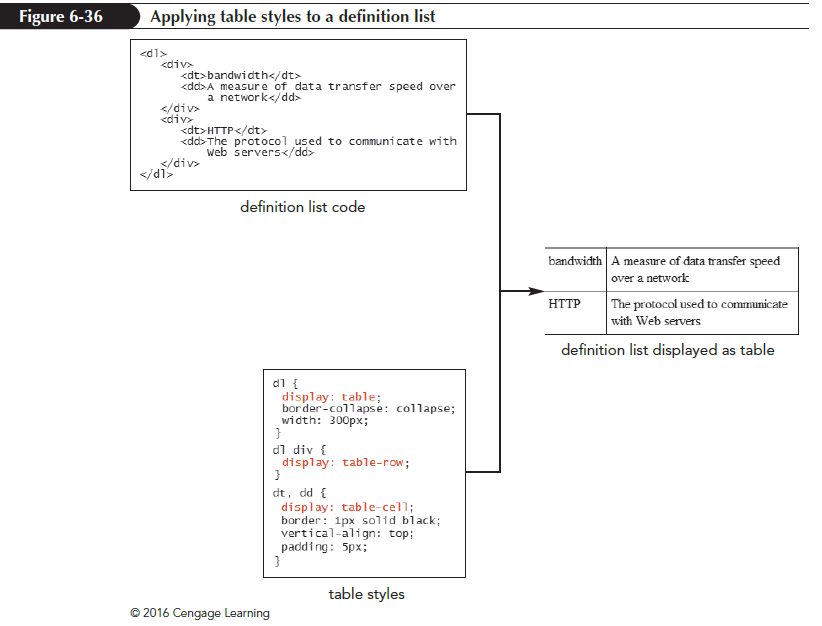 Figure 6-36 Applying table styles to a definition list
<dl>
<div>
<dt>bandwidth</dt>
<dd>A measure of data transfer speed over
a network</dd>
</div>
<div>
<dt>HTTP</dt>
<dd>The protocol used to communicate with
Web servers</dd>
</div>
</dl>
definition list code
bandwidth A measure of data transfer speed
over a network
HTTP The protocol used to communicate
with Web servers
definition list displayed as table
dl {
display: table;
border-collapse: collapse;
width: 300px;
}
dl div {
display: table-row;
}
dt, dd {
display: table-cell;
border: 1px solid black;
vertical-align: top;
padding: 5px;
}
table styles
© 2016 Cengage Learning